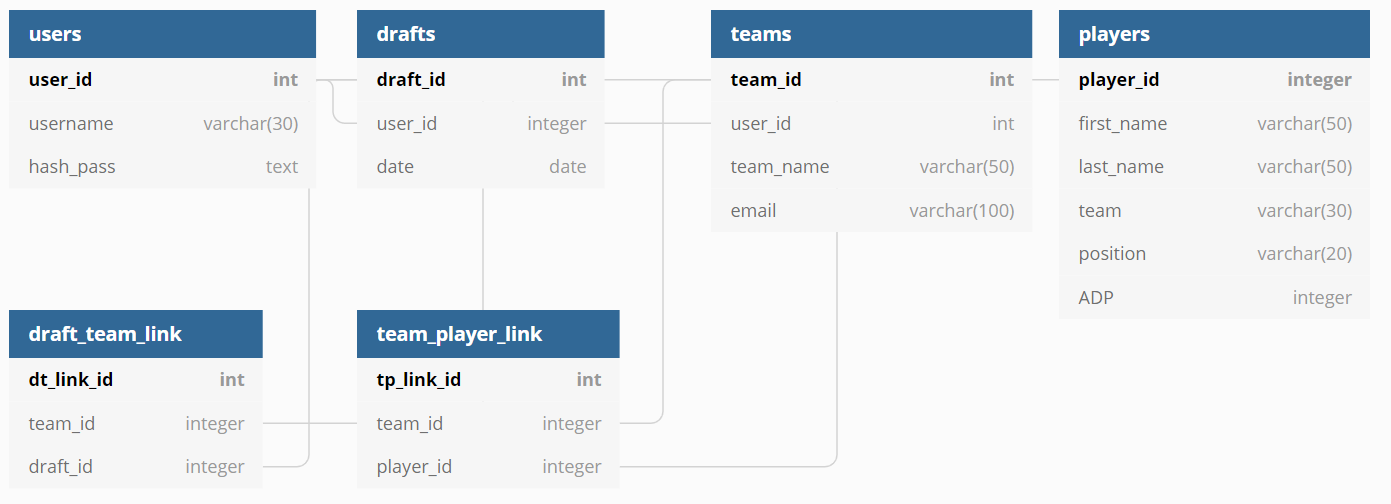 users
user_id int
username varchar(30)
hash_pass text
drafts
draft_id int
user_id integer
date date
teams
team_id int
user_id int
team_name varchar(50)
email varchar(100)
players
player_id integer
first_name varchar(50)
last_name varchar(50)
team varchar(30)
position varchar(20)
ADP integer
draft_team_link
dt_link_id int
team_id integer
draft_id integer
team_player_link
tp_link_id int
team_id integer
player_id integer